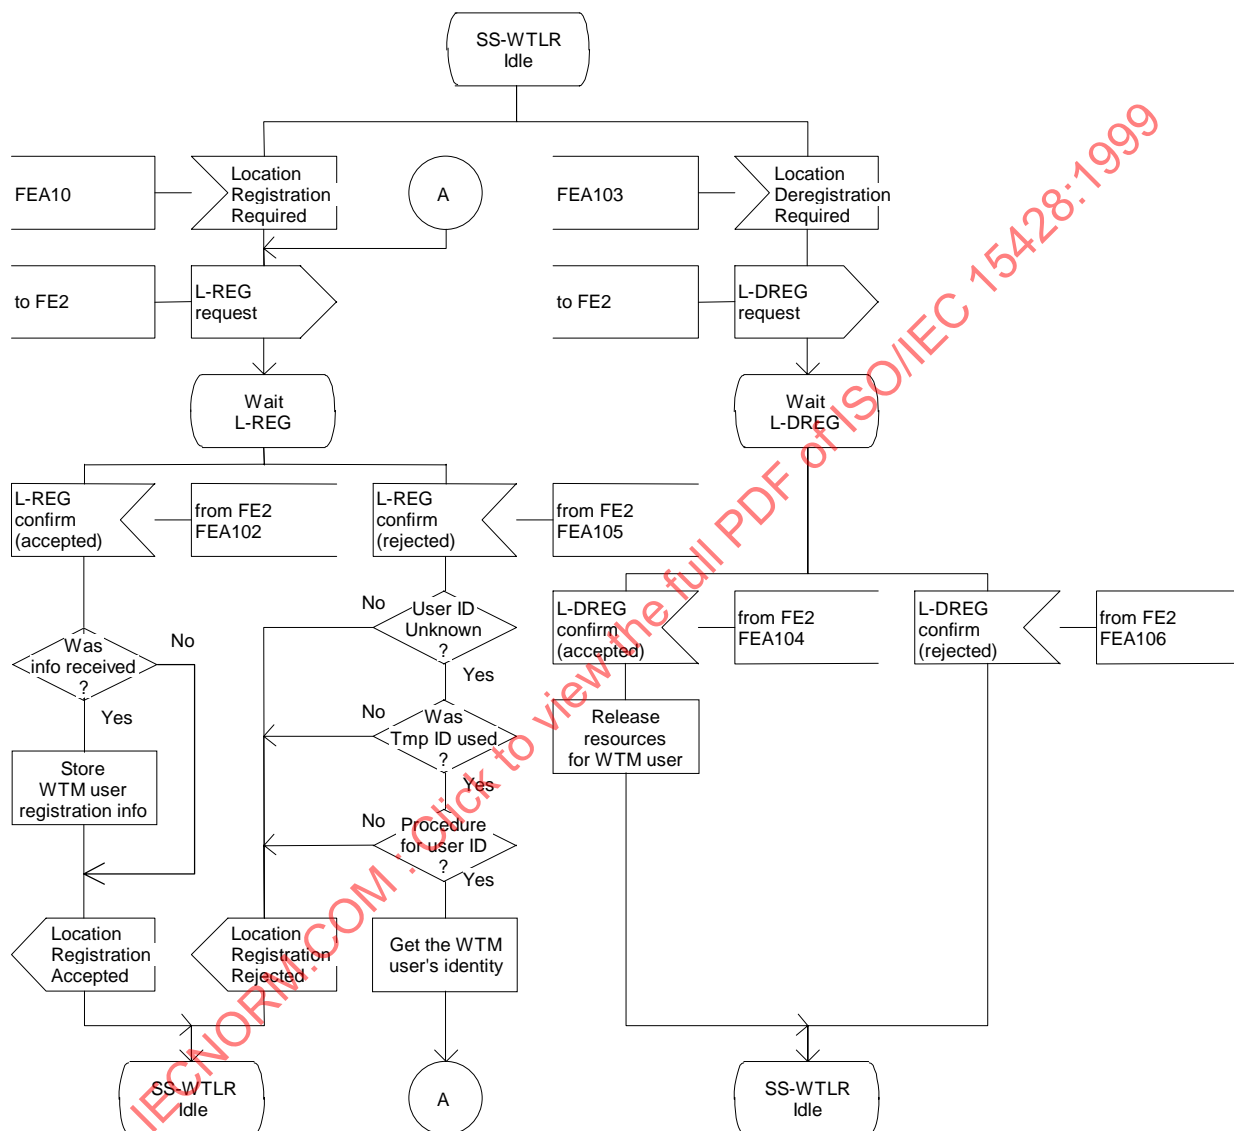 SS-WTLR
Idle
FEA10
Location
Registration
Required
A
FEA103
Location
Deregistration
Required
to FE2
L-REG
request
to FE2
L-DREG
request
Wait
L-REG
Wait
L-DREG
L-REG
confirm
(accepted)
from FE2
FEA102
L-REG
confirm
(rejected)
from FE2
FEA105
L-DREG
confirm
(accepted)
from FE2
FEA104
L-DREG
confirm
(rejected)
from FE2
FEA106
Was
info received
?
No
Yes
No
User ID
Unknown
?
Yes
No
Was
Tmp ID used
?
Yes
Release
resources
for WTM user
Store
WTM user
registration info
No
Procedure
for user ID
?
Yes
Location
Registration
Accepted
Location
Registration
Rejected
Get the WTM
user's identity
SS-WTLR
Idle
A
SS-WTLR
Idle
IECNORM.COM : Click to view the full PDF of ISO/IEC 15428:1999